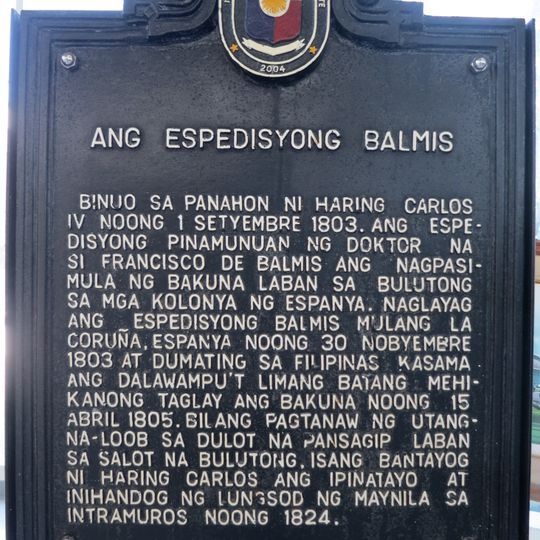 2004
ANG ESPEDISYONG BALMIS
BINUO SA PANAHON NI HARING CARLOS
IV NOONG 1 SETYEMBRE 1803. ANG ESPE-
DISYONG PINAMUNUAN NG DOKTOR NA
SI FRANCISCO DE BALMIS ANG NAGPASI-
MULA NG BAKUNA LABAN SA BULUTONG
SA MGA KOLONYA NG ESPANYA. NAGLAYAG
ANG ESPEDISYONG BALMIS MULANG LA
CORUÑA, ESPANYA NOONG 30 NOBYEMBRE
1803 AT DUMATING SA FILIPINAS KASAMA
ANG DALAWAMPU'T LIMANG BATANG MEHI-
KANONG TAGLAY ANG BAKUNA NOONG 15
ABRIL 1805. BILANG PAGTANAW NG UTANG-
NA-LOOB SA DULOT NA PANSAGIP LABAN
SA SALOT NA BULUTONG, ISANG BANTAYOG
NI HARING CARLOS ANG IPINATAYO AT
INIHANDOG NG LUNGSOD NG MAYNILA SA
INTRAMUROS NOONG 1824.